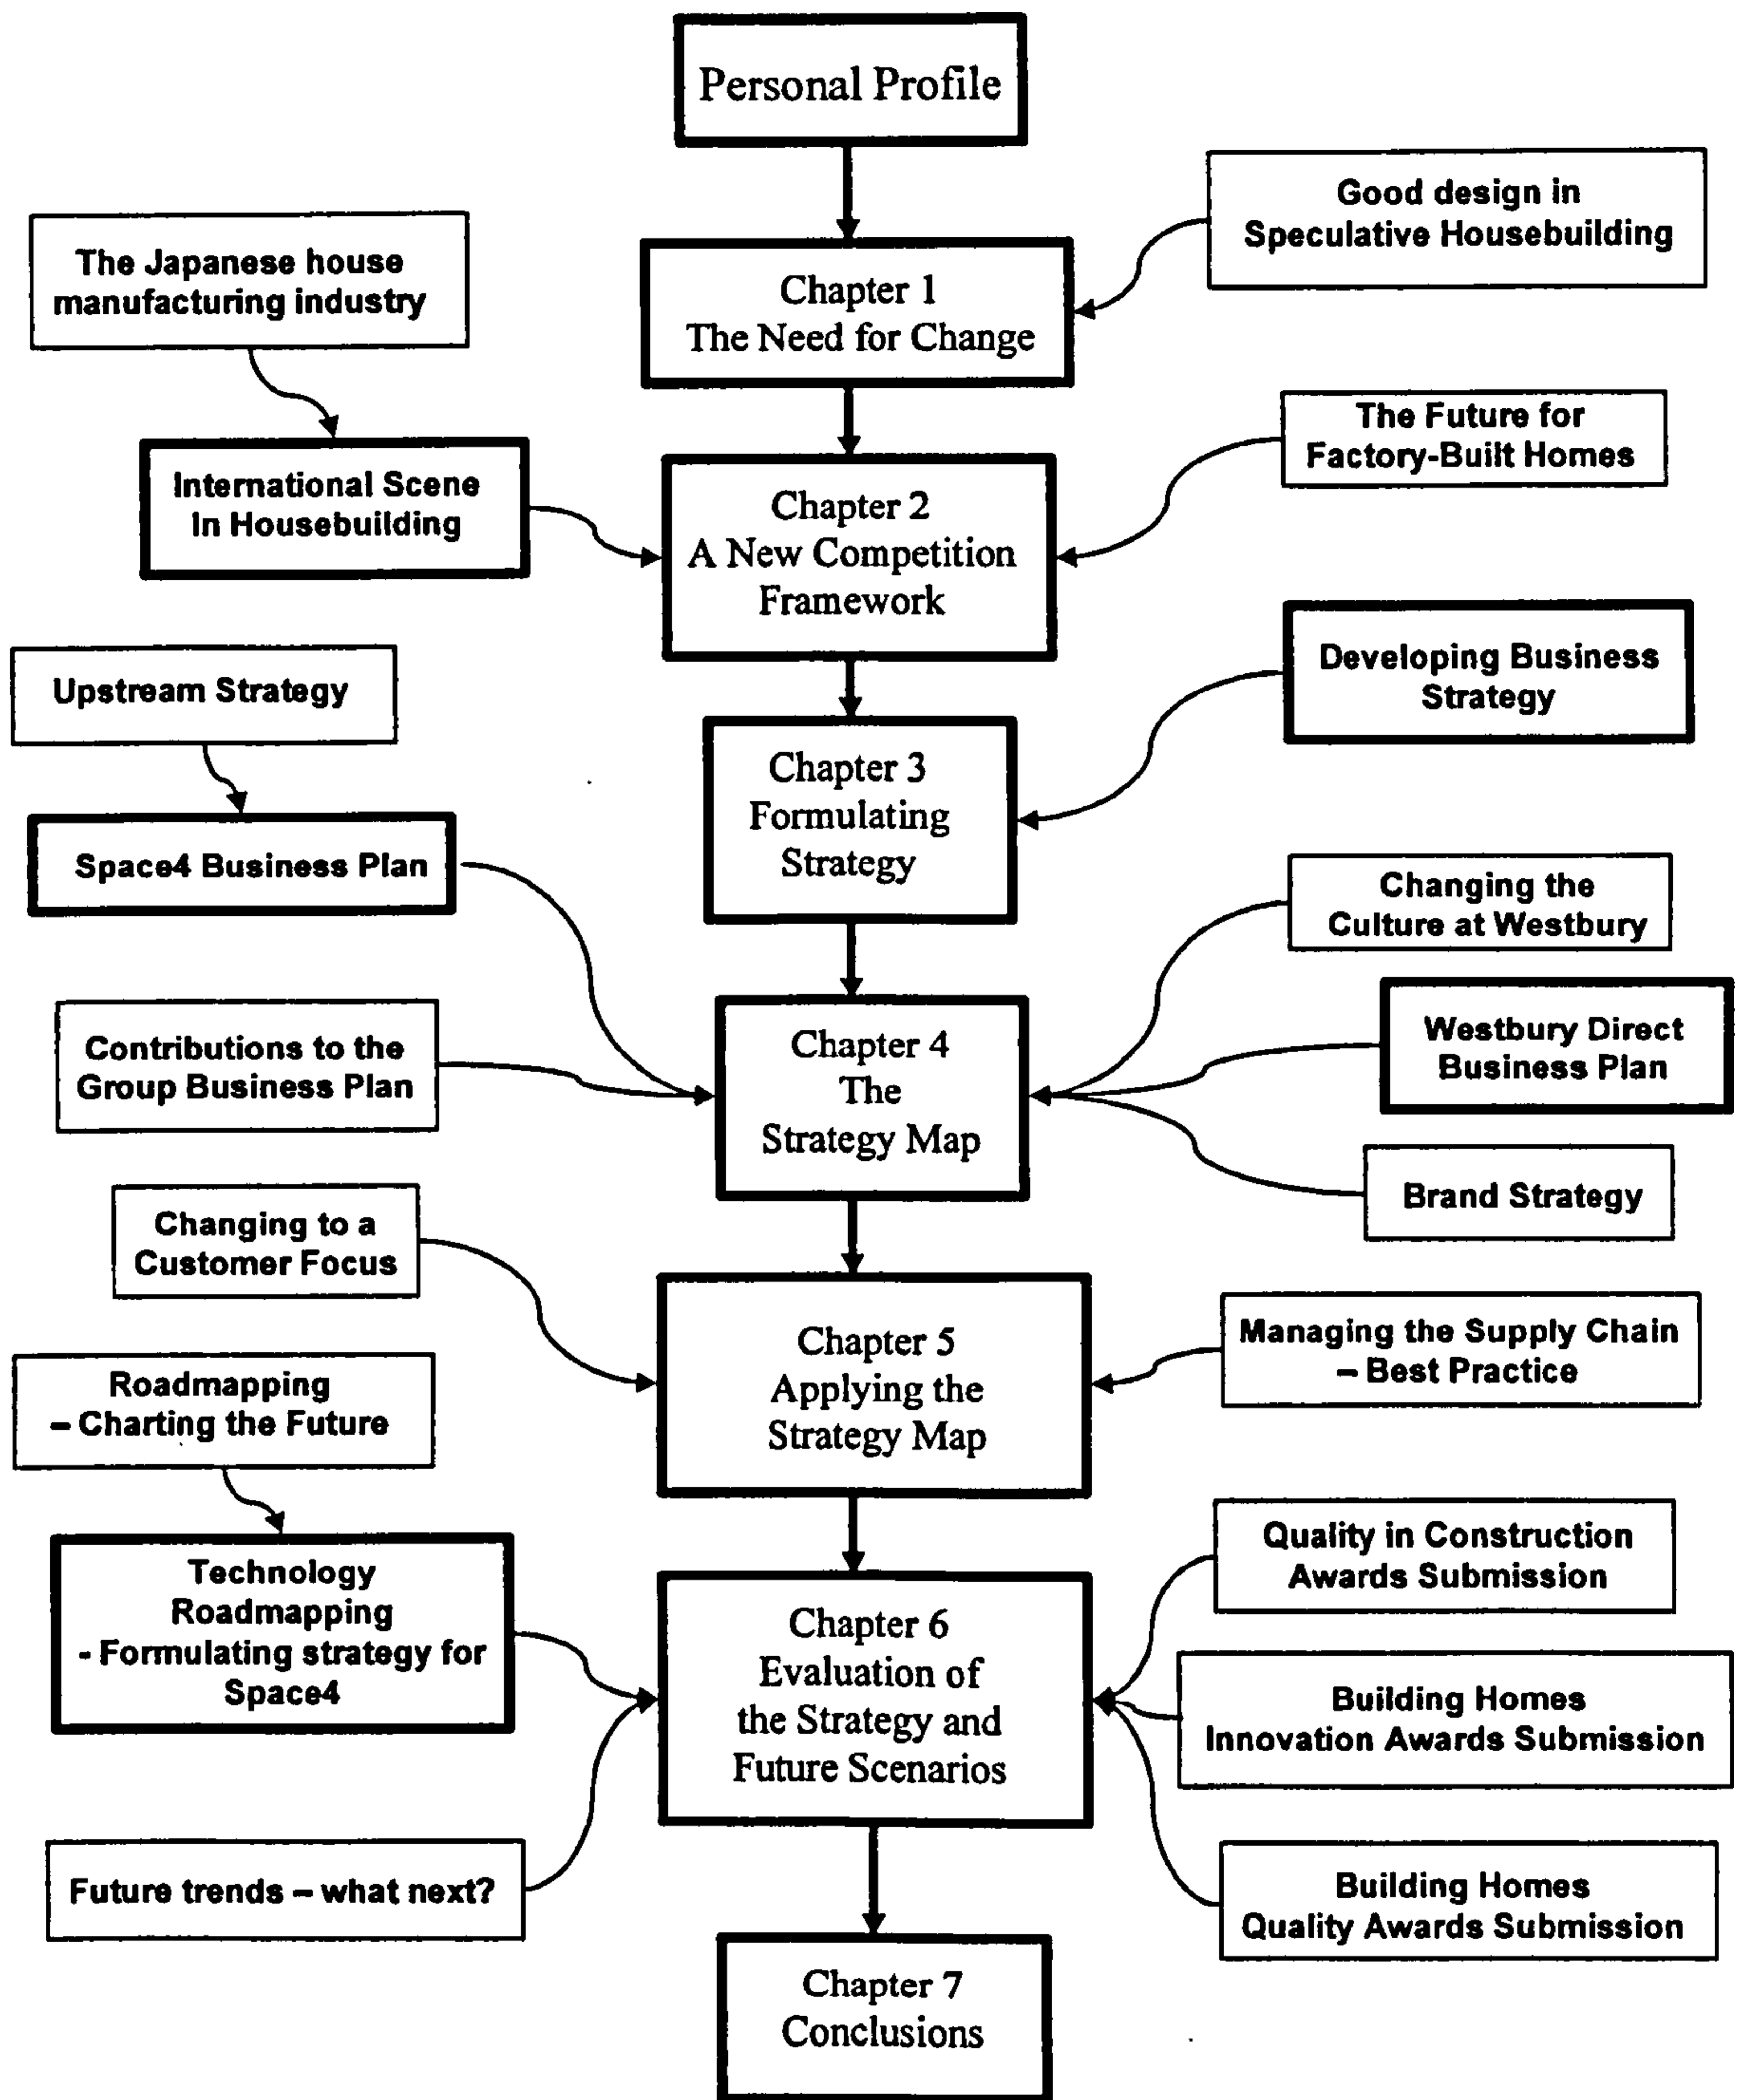 Personal Profile
Good design in
Speculative Housebuilding
The Japanese house
manufacturing industry
Chapter 1
The Need for Change
The Future for
Factory-Built Homes
International Scene
In Housebuilding
Chapter 2
A New Competition
Framework
Developing Business
Strategy
Upstream Strategy
Chapter 3
Formulating
Strategy
Space4 Business Plan
Changing the
Culture at Westbury
Contributions to the
Group Business Plan
Chapter 4
The
Strategy Map
Westbury Direct
Business Plan
Brand Strategy
Changing to a
Customer Focus
Chapter 5
Applying the
Strategy Map
Managing the Supply Chain
– Best Practice
Roadmapping
– Charting the Future
Technology
Roadmapping
- Formulating strategy for
Space4
Chapter 6
Evaluation of
the Strategy and
Future Scenarios
Quality in Construction
Awards Submission
Building Homes
Innovation Awards Submission
Future trends – what next?
Building Homes
Quality Awards Submission
Chapter 7
Conclusions